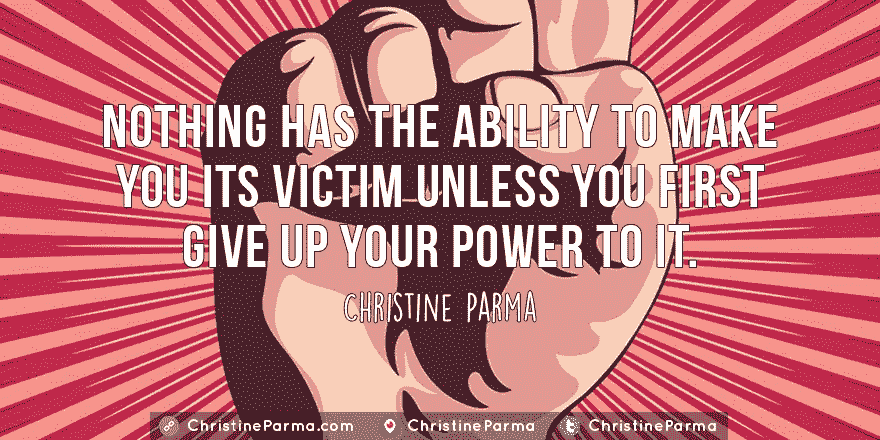 NOTHING HAS THE ABILITY TO MAKE
YOU ITS VICTIM UNLESS YOU FIRST
GIVE UP YOUR POWER TO IT.
CHRISTINE PARMA
ChristineParma.com ChristineParma ChristineParma